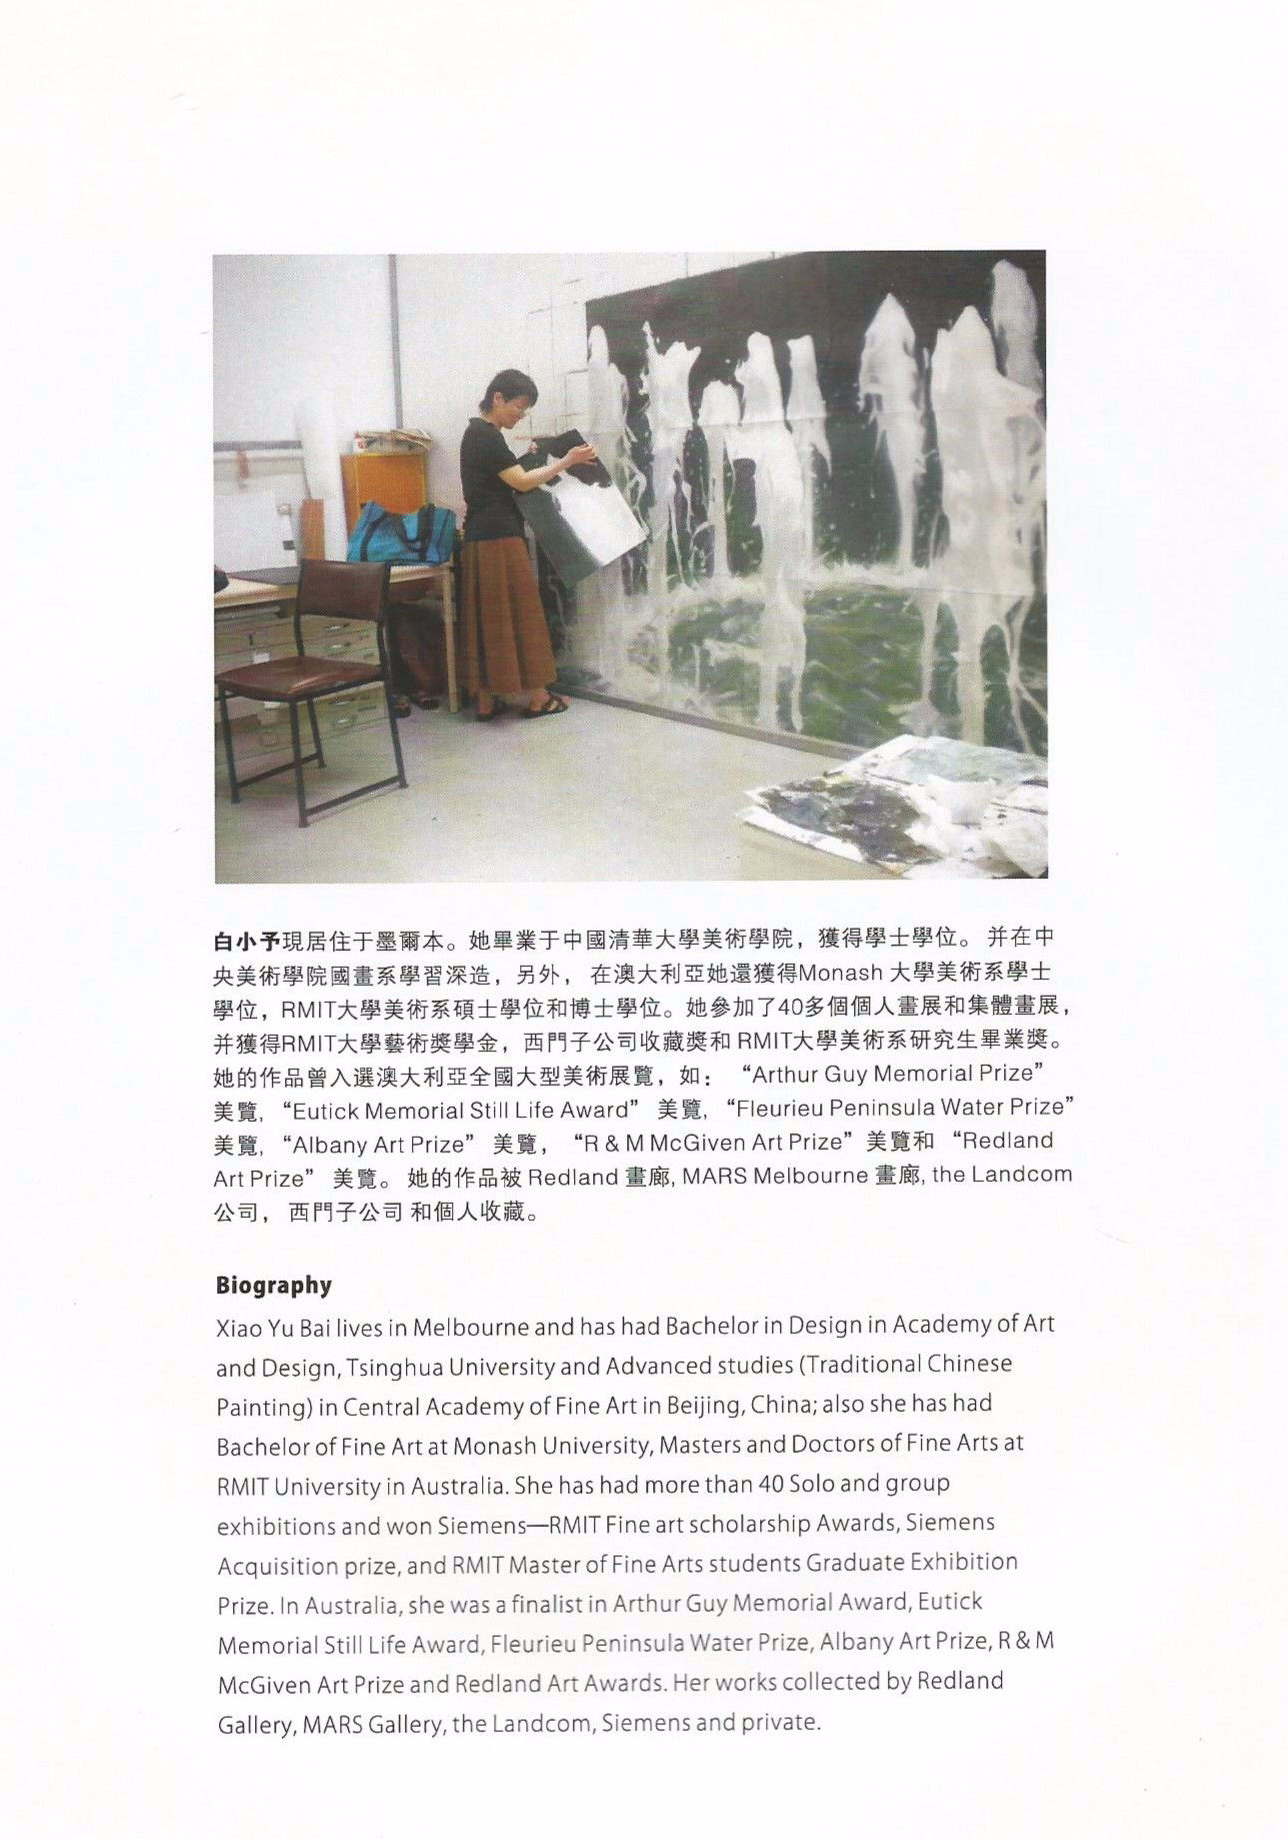 白小予現居住于墨爾本。她畢業于中國清華大學美術學院，獲得學士學位。 并在中
央美術學院國畫系學習深造，另外， 在澳大利亞她還獲得Monash 大學美術系學士
學位，RMIT大學美術系碩士學位和博士學位。她參加了40多個個人畫展和集體畫展，
并獲得RMIT大學藝術獎學金，西門子公司收藏獎和 RMIT大學美術系研究生畢業獎。
她的作品曾入選澳大利亞全國大型美術展覽，如： “Arthur Guy Memorial Prize”
美覽, “Eutick Memorial Still Life Award” 美覽, “Fleurieu Peninsula Water Prize”
美覽, “Albany Art Prize” 美覽， “R & M McGiven Art Prize” 美覽和 “Redland
Art Prize” 美覽。 她的作品被 Redland 畫廊, MARS Melbourne 畫廊, the Landcom
公司， 西門子公司 和個人收藏。
Biography
Xiao Yu Bai lives in Melbourne and has had Bachelor in Design in Academy of Art
and Design, Tsinghua University and Advanced studies (Traditional Chinese
Painting) in Central Academy of Fine Art in Beijing, China; also she has had
Bachelor of Fine Art at Monash University, Masters and Doctors of Fine Arts at
RMIT University in Australia. She has had more than 40 Solo and group
exhibitions and won Siemens—RMIT Fine art scholarship Awards, Siemens
Acquisition prize, and RMIT Master of Fine Arts students Graduate Exhibition
Prize. In Australia, she was a finalist in Arthur Guy Memorial Award, Eutick
Memorial Still Life Award, Fleurieu Peninsula Water Prize, Albany Art Prize, R & M
McGiven Art Prize and Redland Art Awards. Her works collected by Redland
Gallery, MARS Gallery, the Landcom, Siemens and private.